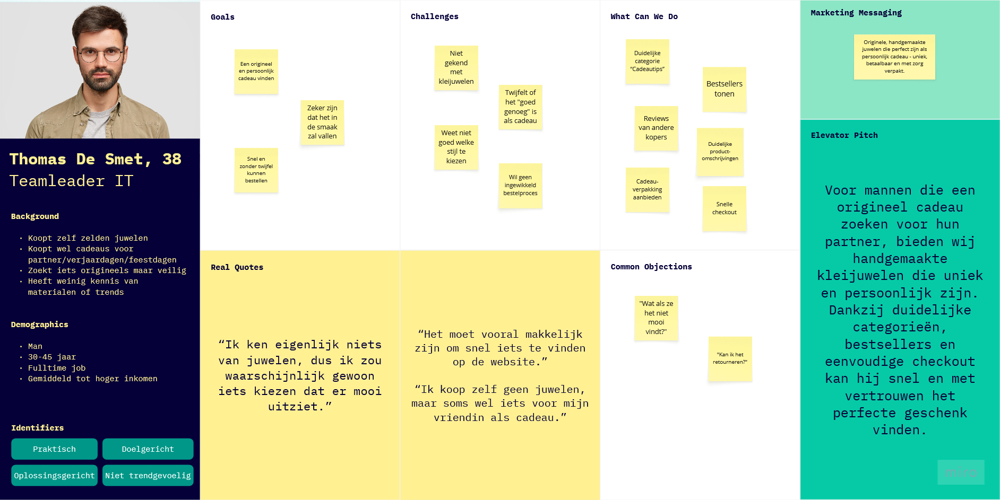 Thomas De Smet, 38
Teamleader IT
Background
• Koopt zelf zelden juwelen
• Koopt wel cadeaus voor
partner/verjaardagen/feestdagen
• Zoekt iets origineels maar veilig
• Heeft weinig kennis van
materialen of trends
Demographics
• Man
• 30-45 jaar
• Fulltime job
• Gemiddeld tot hoger inkomen
Identifiers
Praktisch
Doelgericht
Oplossingsgericht
Niet trendgevoelig
Goals
Een origineel
en persoonlijk
cadeau vinden
Zeker zijn
dat het in
de smaak
zal vallen
Snel en
zonder twijfel
kunnen
bestellen
Challenges
Niet
gekend
met
kleijuwelen
Twijfelt of
het "goed
genoeg" is
als cadeau
Weet niet
goed welke
stijl te
kiezen
Wil geen
ingewikkeld
bestelproces
What Can We Do
Duidelijke
categorie
“Cadeautips”
Bestsellers
tonen
Reviews
van andere
kopers
Duidelijke
product-
omschrijvingen
Cadeau-
verpakking
aanbieden
Snelle
checkout
Real Quotes
“Ik ken eigenlijk niets
van juwelen, dus ik zou
waarschijnlijk gewoon
iets kiezen dat er mooi
uitziet.”
“Het moet vooral makkelijk
zijn om snel iets te vinden
op de website.”
“Ik koop zelf geen juwelen,
maar soms wel iets voor mijn
vriendin als cadeau.”
Common Objections
"Wat als ze
het niet
mooi
vindt?"
"Kan ik het
retourneren?"
Marketing Messaging
Originele, handgemaakte
juwelen die perfect zijn als
persoonlijk cadeau - uniek,
betaalbaar en met zorg
verpakt.
Elevator Pitch
Voor mannen die een
origineel cadeau
zoeken voor hun
partner, bieden wij
handgemaakte
kleijuwelen die uniek
en persoonlijk zijn.
Dankzij duidelijke
categorieën,
bestsellers en
eenvoudige checkout
kan hij snel en met
vertrouwen het
perfecte geschenk
vinden.
miro